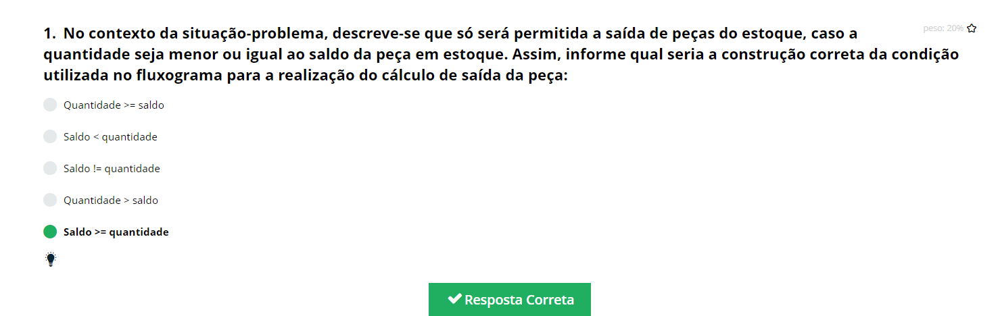 1. No contexto da situação-problema, descreve-se que só será permitida a saída de peças do estoque, caso a
peso: 20%
quantidade seja menor ou igual ao saldo da peça em estoque. Assim, informe qual seria a construção correta da condição
utilizada no fluxograma para a realização do cálculo de saída da peça:
Quantidade >= saldo
Saldo < quantidade
Saldo != quantidade
Quantidade > saldo
Saldo >= quantidade
Resposta Correta